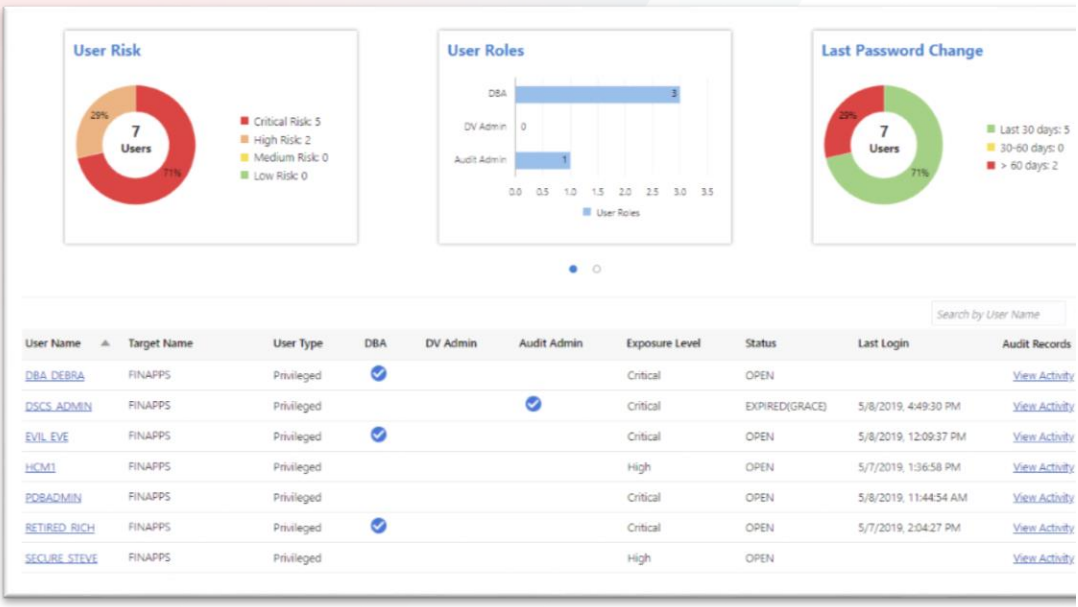 User Risk
29%
7
Users
71%
Critical Risk: 5
High Risk: 2
Medium Risk: 0
Low Risk: 0
User Roles
DBA 3
DV Admin 0
Audit Admin 1
0.0 0.5 1.0 1.5 2.0 2.5 3.0 3.5
User Roles
Last Password Change
29%
7
Users
71%
Last 30 days: 5
30-60 days: 0
> 60 days: 2
Search by User Name
User Name Target Name User Type DBA DV Admin Audit Admin Exposure Level Status Last Login Audit Records
DBA_DEBRA FINAPPS Privileged Critical OPEN View Activity
DSCS_ADMIN FINAPPS Privileged Critical EXPIRED(GRACE) 5/8/2019, 4:49:30 PM View Activity
EVIL_EVE FINAPPS Privileged Critical OPEN 5/8/2019, 12:09:37 PM View Activity
HCM1 FINAPPS Privileged High OPEN 5/7/2019, 1:36:58 PM View Activity
PDBADMIN FINAPPS Privileged Critical OPEN 5/8/2019, 11:44:54 AM View Activity
RETIRED_RICH FINAPPS Privileged Critical OPEN 5/7/2019, 2:04:27 PM View Activity
SECURE_STEVE FINAPPS Privileged High OPEN View Activity